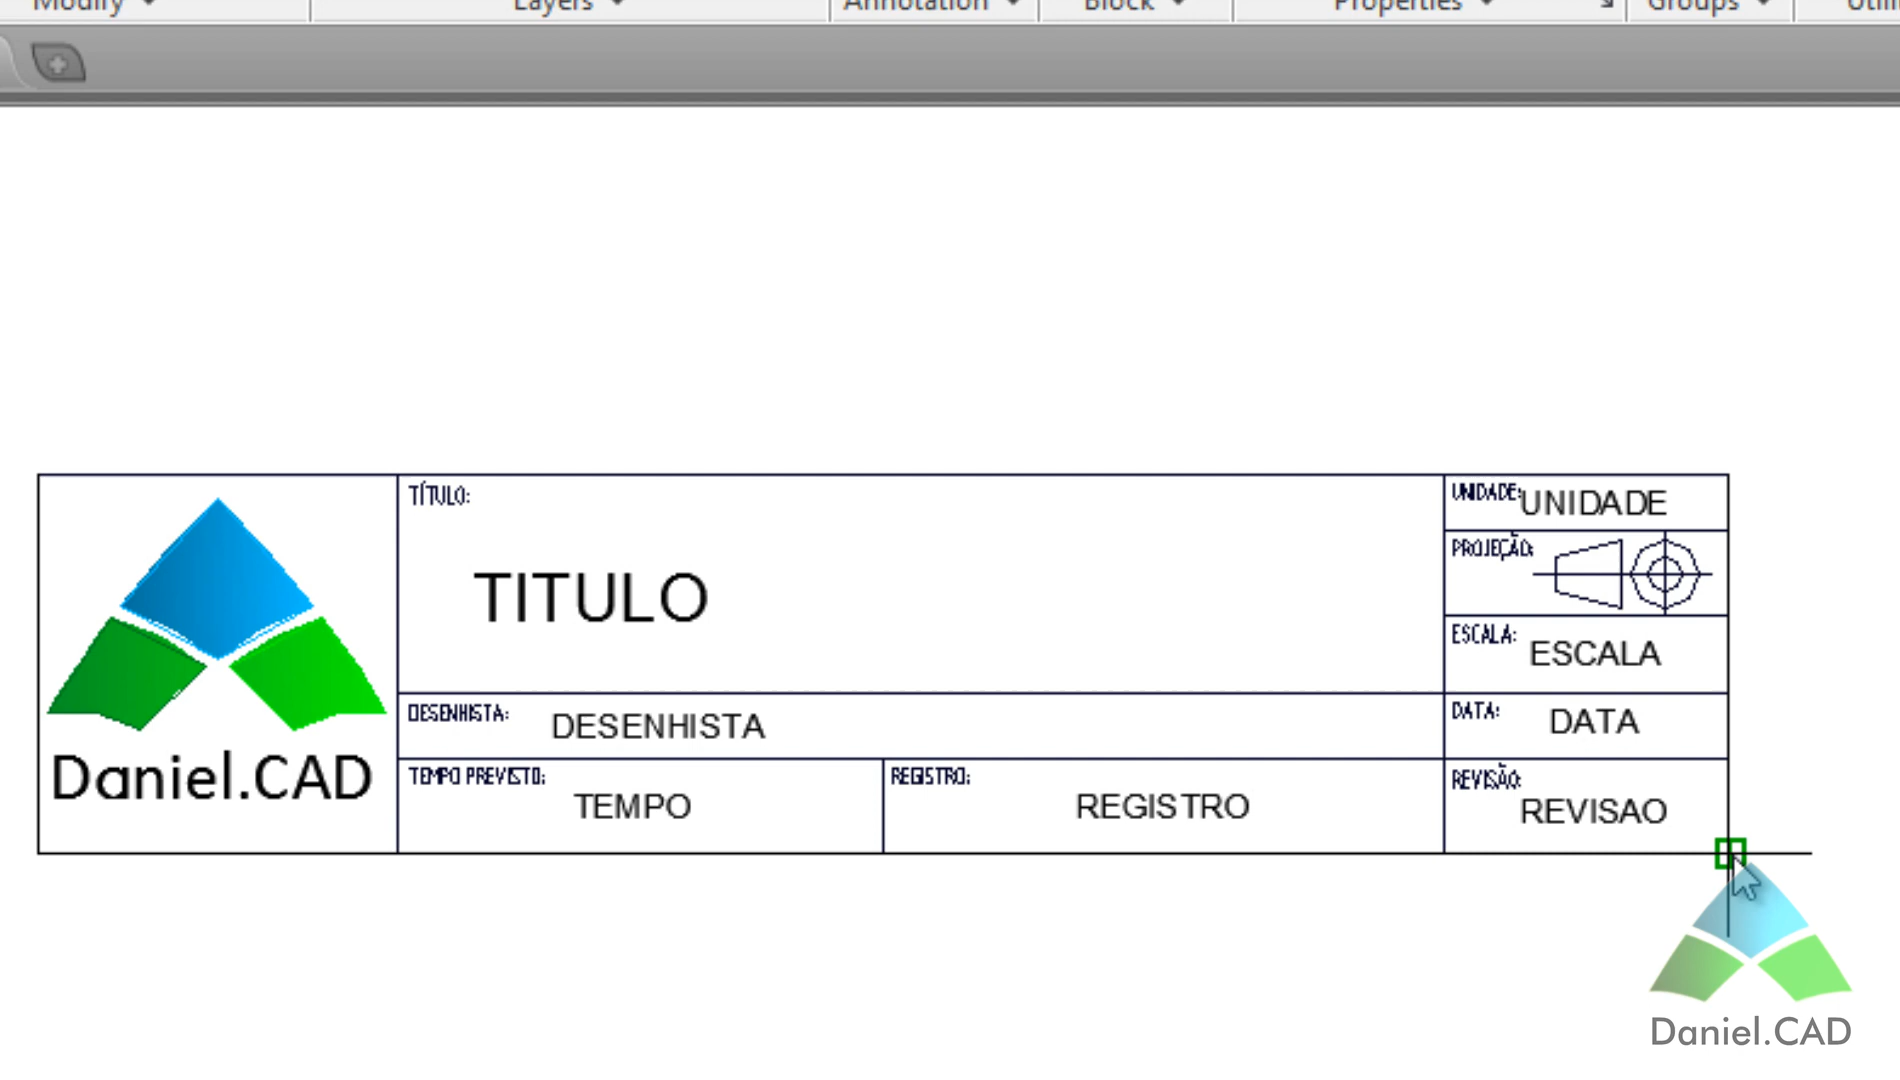 Modify
Layers
Annotation
Block
Properties
Groups
TÍTULO:
TITULO
UNIDADE:
UNIDADE
PROJEÇÃO:
ESCALA:
ESCALA
DESENHISTA:
DESENHISTA
DATA:
DATA
TEMPO PREVISTO:
TEMPO
REGISTRO:
REGISTRO
REVISÃO:
REVISAO
Daniel.CAD
Daniel.CAD